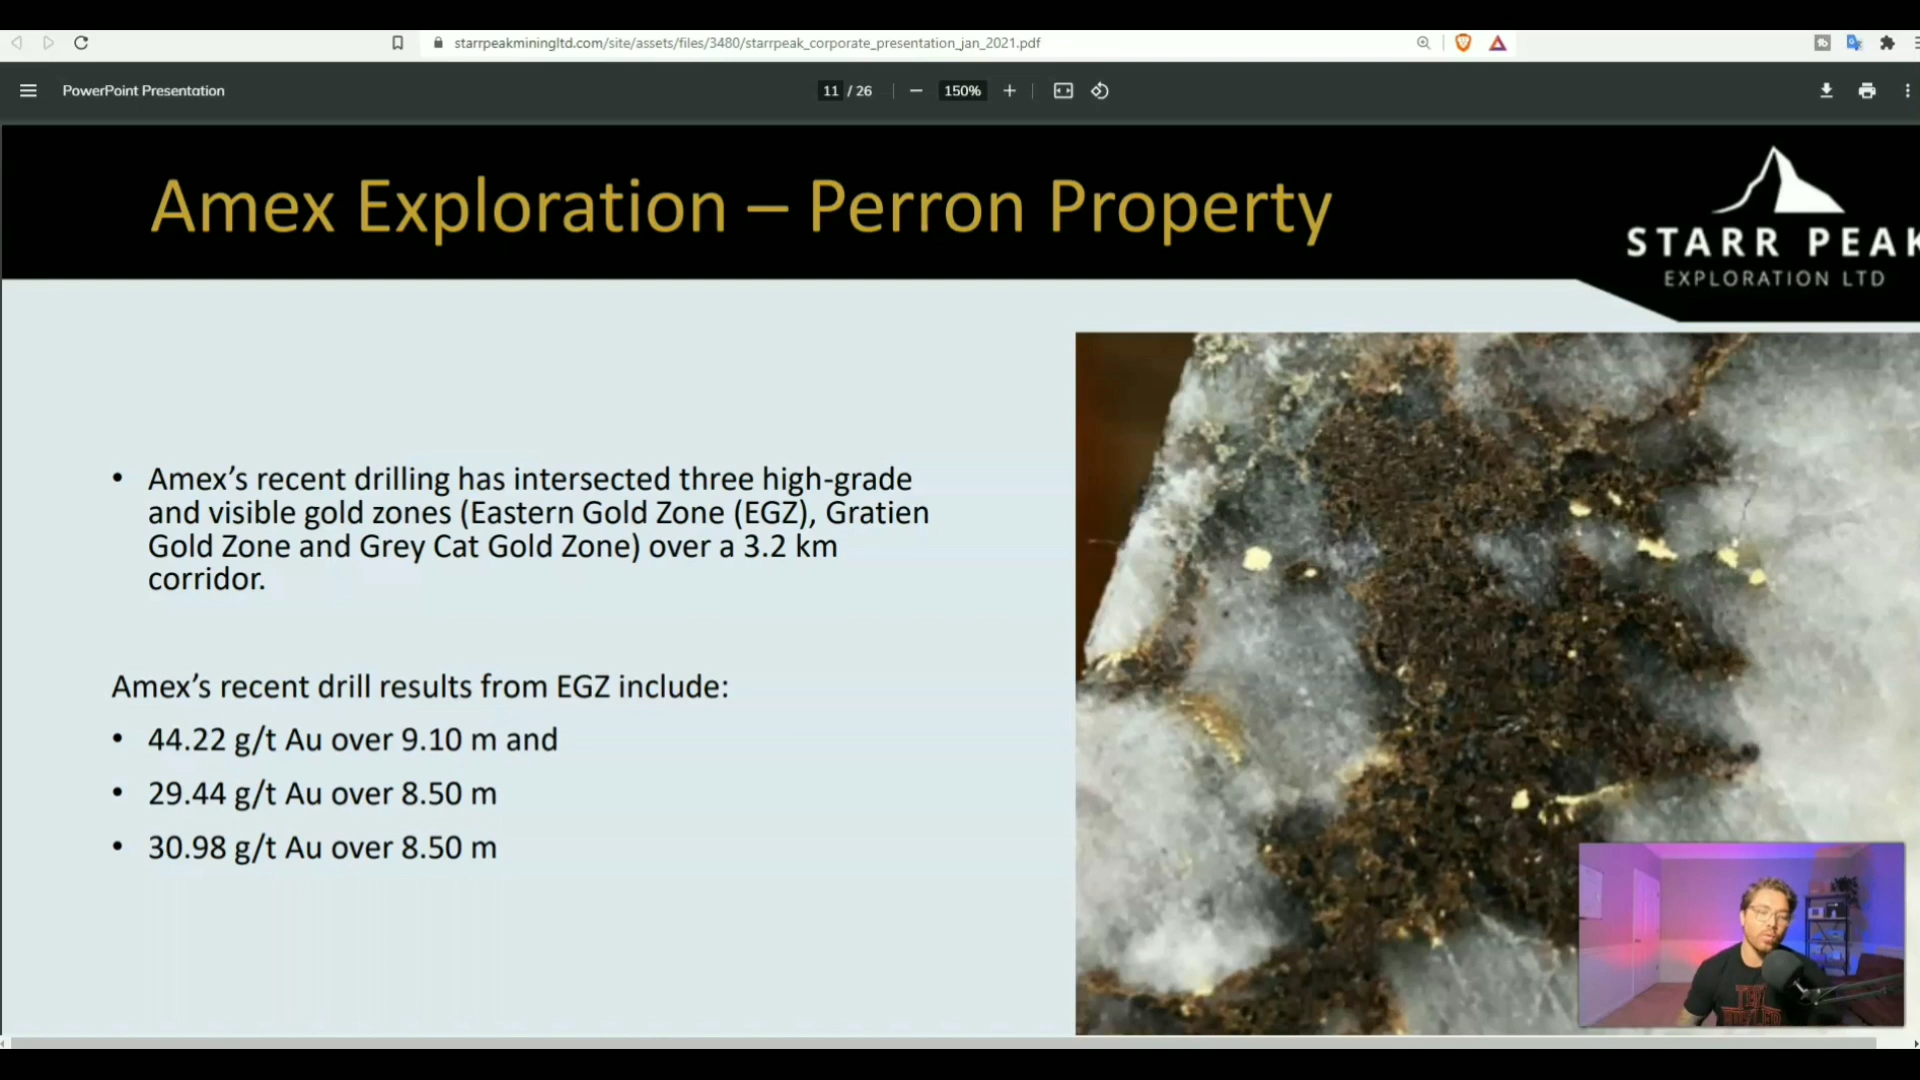 starrpeakminingltd.com/site/assets/files/3480/starrpeak_corporate_presentation_jan_2021.pdf
PowerPoint Presentation
11 / 26
150%
Amex Exploration – Perron Property
STARR PEAK
EXPLORATION LTD
• Amex’s recent drilling has intersected three high-grade
and visible gold zones (Eastern Gold Zone (EGZ), Gratien
Gold Zone and Grey Cat Gold Zone) over a 3.2 km
corridor.
Amex’s recent drill results from EGZ include:
• 44.22 g/t Au over 9.10 m and
• 29.44 g/t Au over 8.50 m
• 30.98 g/t Au over 8.50 m